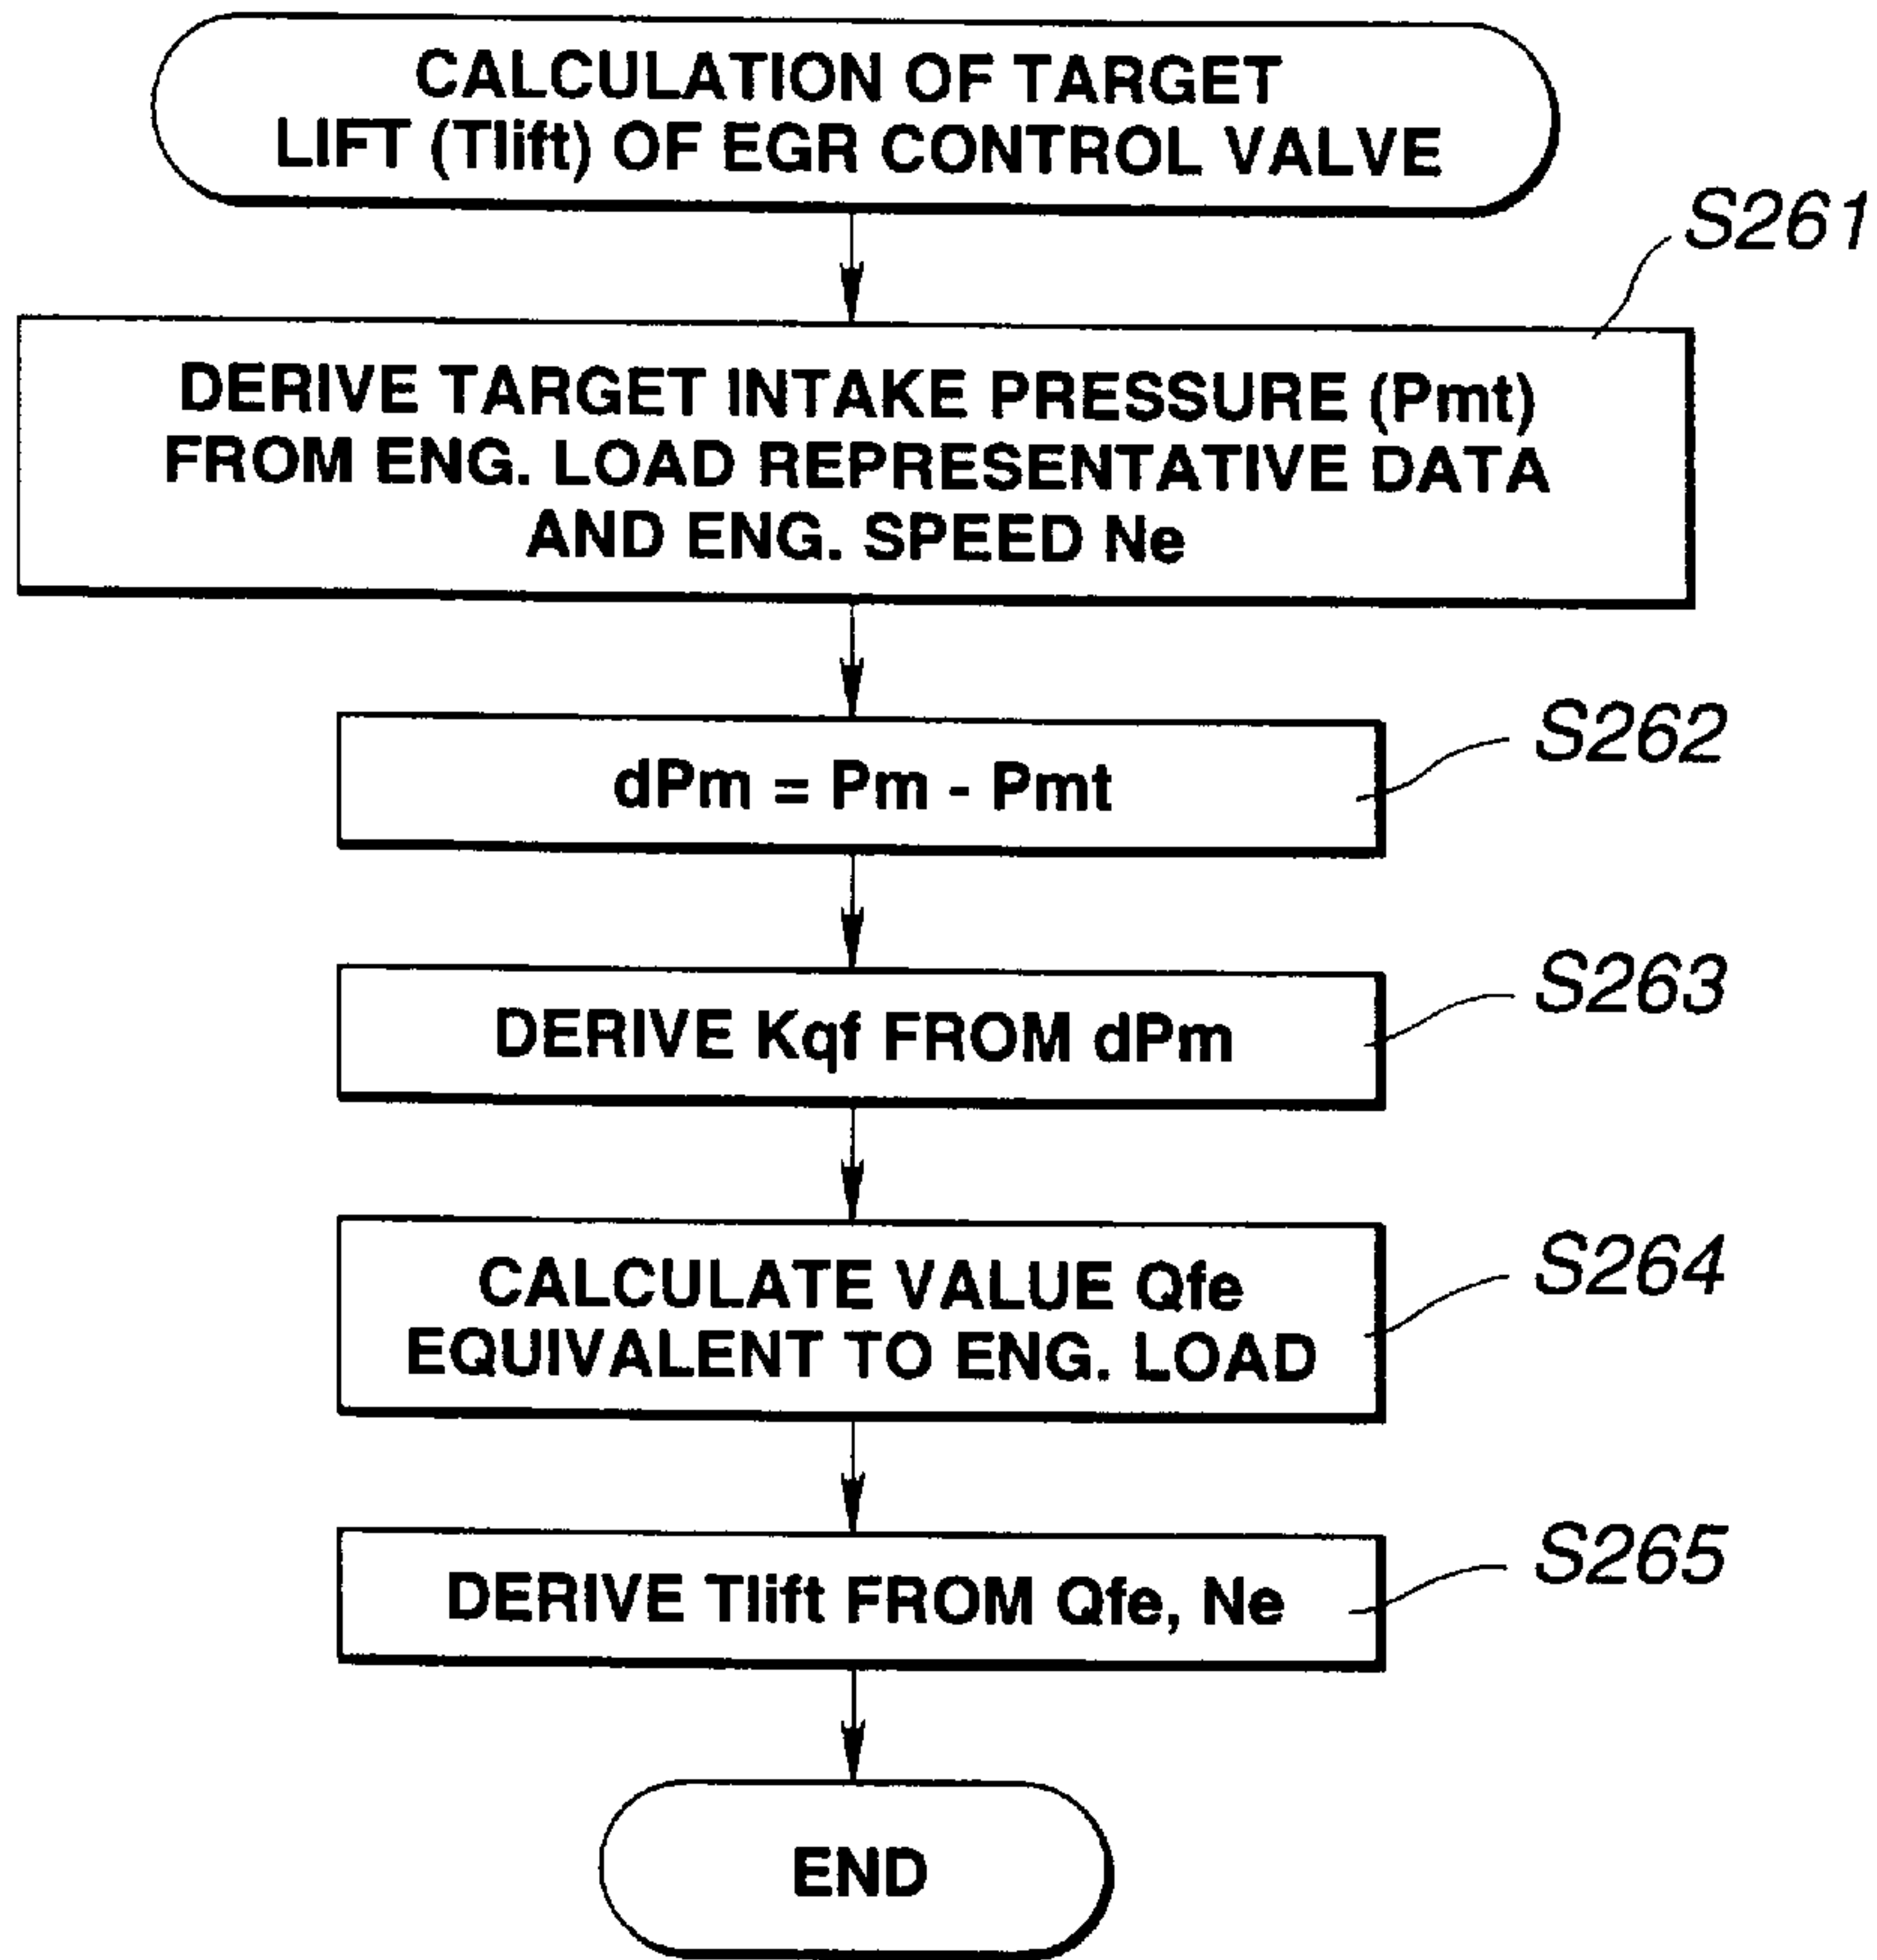 CALCULATION OF TARGET
LIFT (Tlift) OF EGR CONTROL VALVE
S261
DERIVE TARGET INTAKE PRESSURE (Pmt)
FROM ENG. LOAD REPRESENTATIVE DATA
AND ENG. SPEED Ne
S262
dPm = Pm - Pmt
S263
DERIVE Kqf FROM dPm
S264
CALCULATE VALUE Qfe
EQUIVALENT TO ENG. LOAD
S265
DERIVE Tlift FROM Qfe, Ne
END